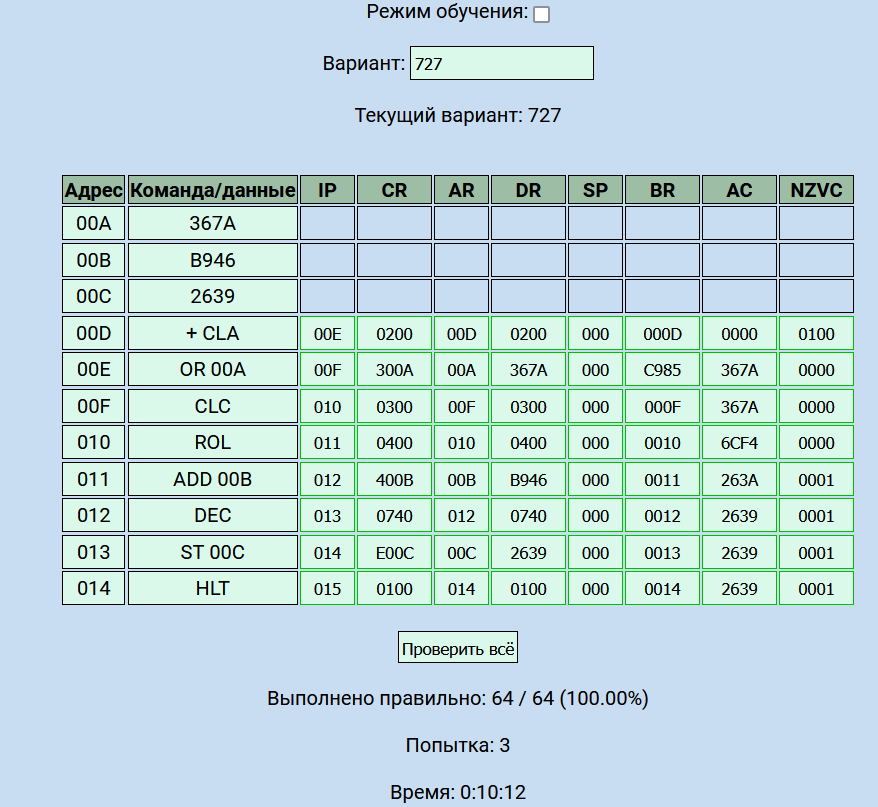 Режим обучения:
Вариант: 727
Текущий вариант: 727
Адрес Команда/данные IP CR AR DR SP BR AC NZVC
00A 367A
00B B946
00C 2639
00D + CLA 00E 0200 00D 0200 000 000D 0000 0100
00E OR 00A 00F 300A 00A 367A 000 C985 367A 0000
00F CLC 010 0300 00F 0300 000 000F 367A 0000
010 ROL 011 0400 010 0400 000 0010 6CF4 0000
011 ADD 00B 012 400B 00B B946 000 0011 263A 0001
012 DEC 013 0740 012 0740 000 0012 2639 0001
013 ST 00C 014 E00C 00C 2639 000 0013 2639 0001
014 HLT 015 0100 014 0100 000 0014 2639 0001
Проверить всё
Выполнено правильно: 64 / 64 (100.00%)
Попытка: 3
Время: 0:10:12